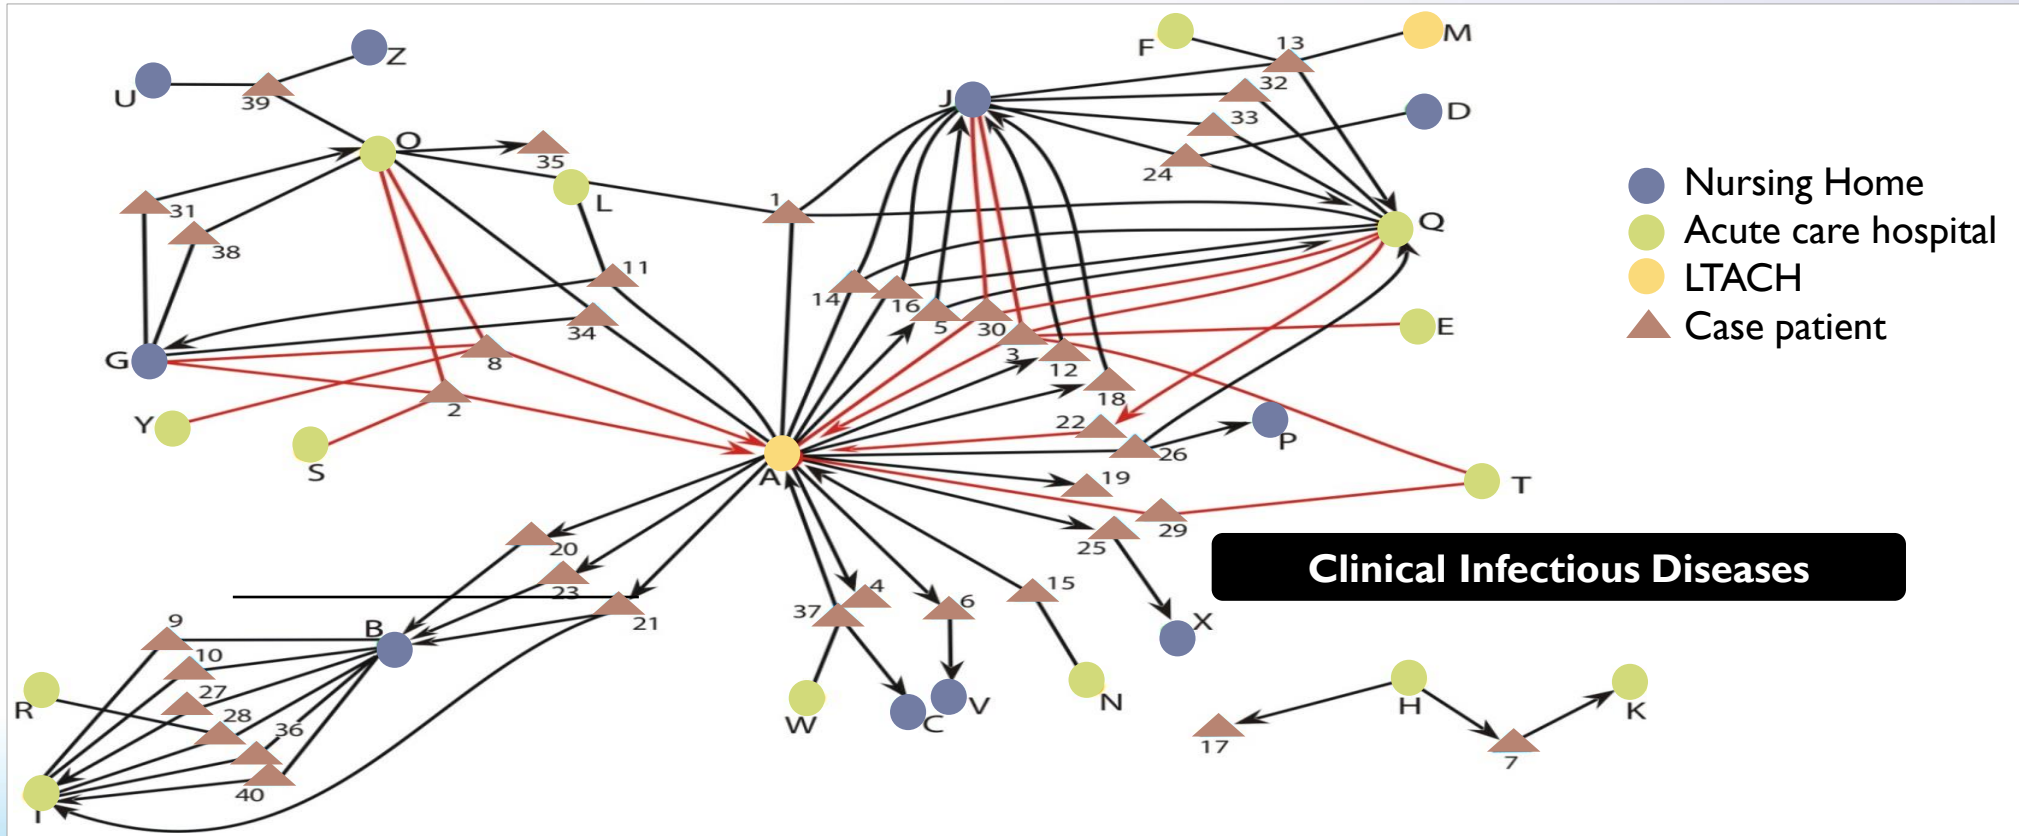 F
13
M
Z
U
39
J
32
33
D
24
O
35
L
1
Q
31
38
11
14
16
5
30
3
12
18
34
E
G
8
2
Y
S
22
26
P
A
19
T
29
25
20
23
21
9
B
10
27
28
36
R
40
I
37
4
6
15
W
C
V
N
X
H
17
7
K
Nursing Home
Acute care hospital
LTACH
Case patient
Clinical Infectious Diseases